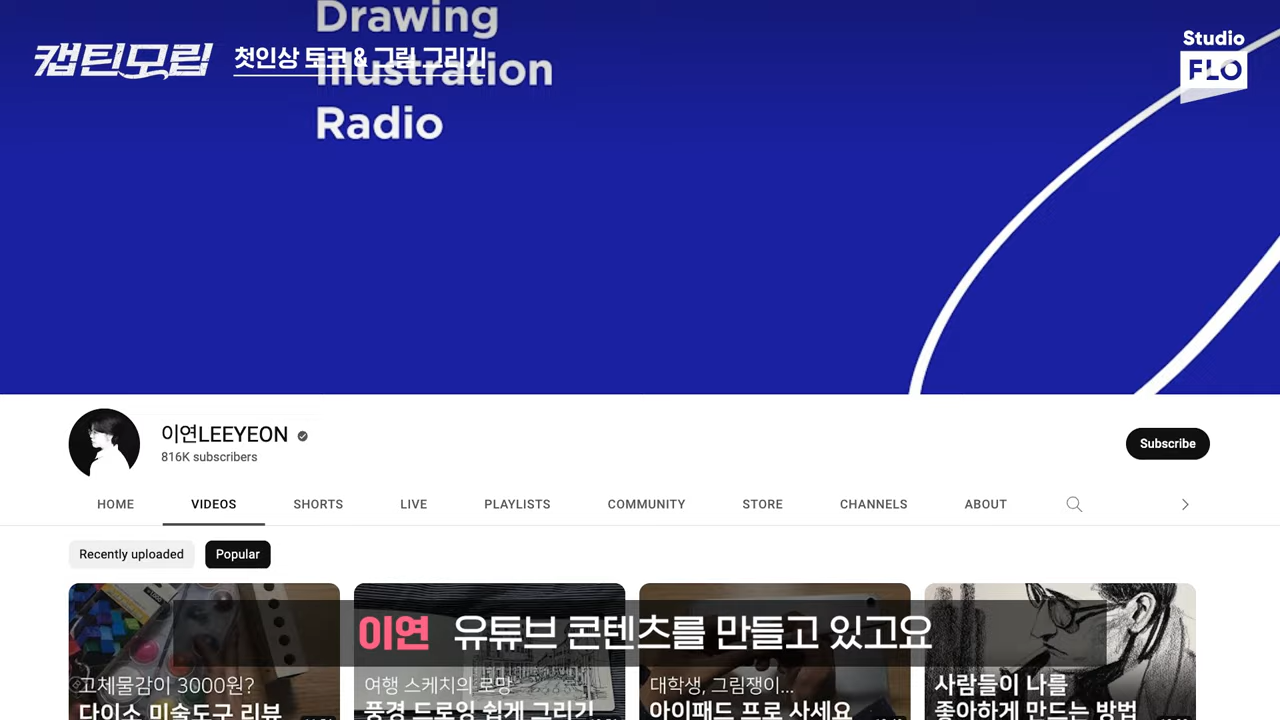 Drawing
Illustration
Radio
캡틴모립
첫인상 토크 & 그림 그리기
Studio
FLO
이연LEEYEON
816K subscribers
Subscribe
HOME VIDEOS SHORTS LIVE PLAYLISTS COMMUNITY STORE CHANNELS ABOUT
Recently uploaded Popular
이연 유튜브 콘텐츠를 만들고 있고요
고체물감이 3000원?
다이소 미술도구 리뷰
여행 스케치의 로망
풍경 드로잉 쉽게 그리기
대학생, 그림쟁이...
아이패드 프로 사세요
사람들이 나를
좋아하게 만드는 방법